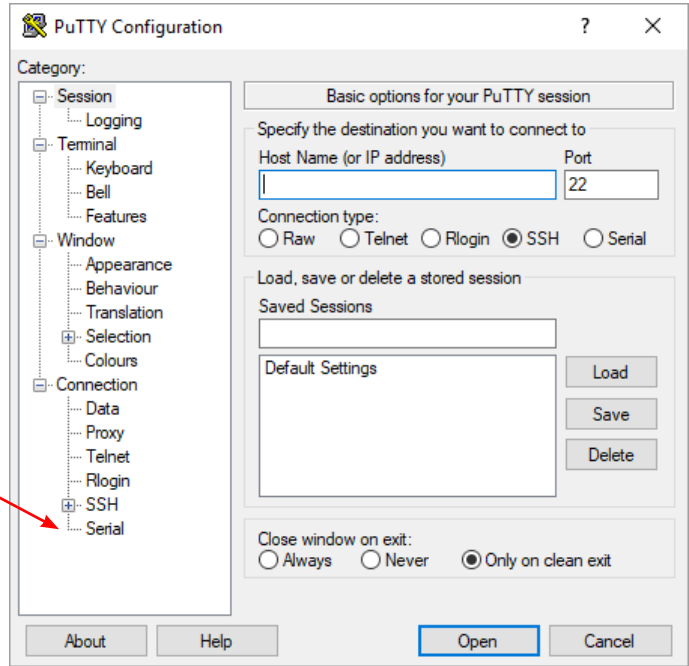 PuTTY Configuration
?
Category:
Session
Logging
Terminal
Keyboard
Bell
Features
Window
Appearance
Behaviour
Translation
Selection
Colours
Connection
Data
Proxy
Telnet
Rlogin
SSH
Serial
Basic options for your PuTTY session
Specify the destination you want to connect to
Host Name (or IP address) Port
22
Connection type:
Raw Telnet Rlogin SSH Serial
Load, save or delete a stored session
Saved Sessions
Default Settings
Load
Save
Delete
Close window on exit:
Always Never Only on clean exit
About Help Open Cancel